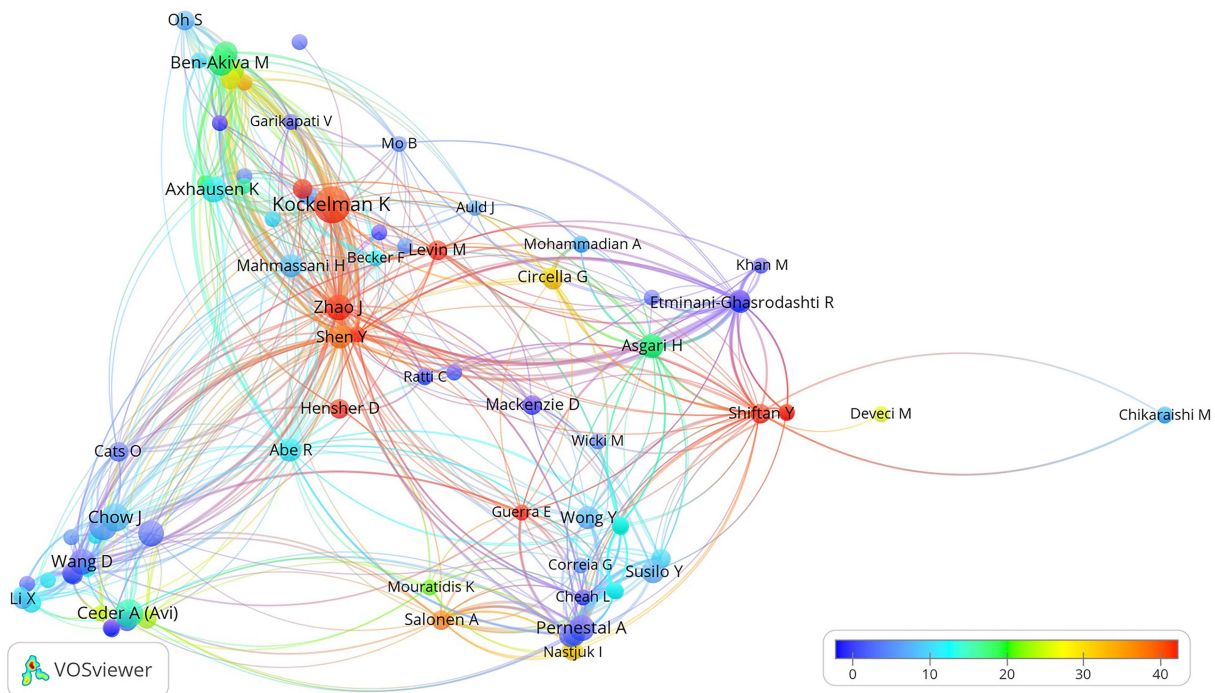 Oh S
Ben-Akiva M
Garikapati V
Mo B
Axhausen K
Kockelman K
Auld J
Mohammadian A
Levin M
Becker F
Mahmassani H
Khan M
Circella G
Etminani-Ghasrodashti R
Zhao J
Shen Y
Asgari H
Ratti C
Hensher D
Mackenzie D
Shiftan Y
Deveci M
Chikaraishi M
Wicki M
Cats O
Abe R
Guerra E
Wong Y
Chow J
Wang D
Correia G
Susilo Y
Mouratidis K
Cheah L
Li X
Ceder A (Avi)
Salonen A
Pernestal A
Nastjuk I
VOSviewer
0 10 20 30 40